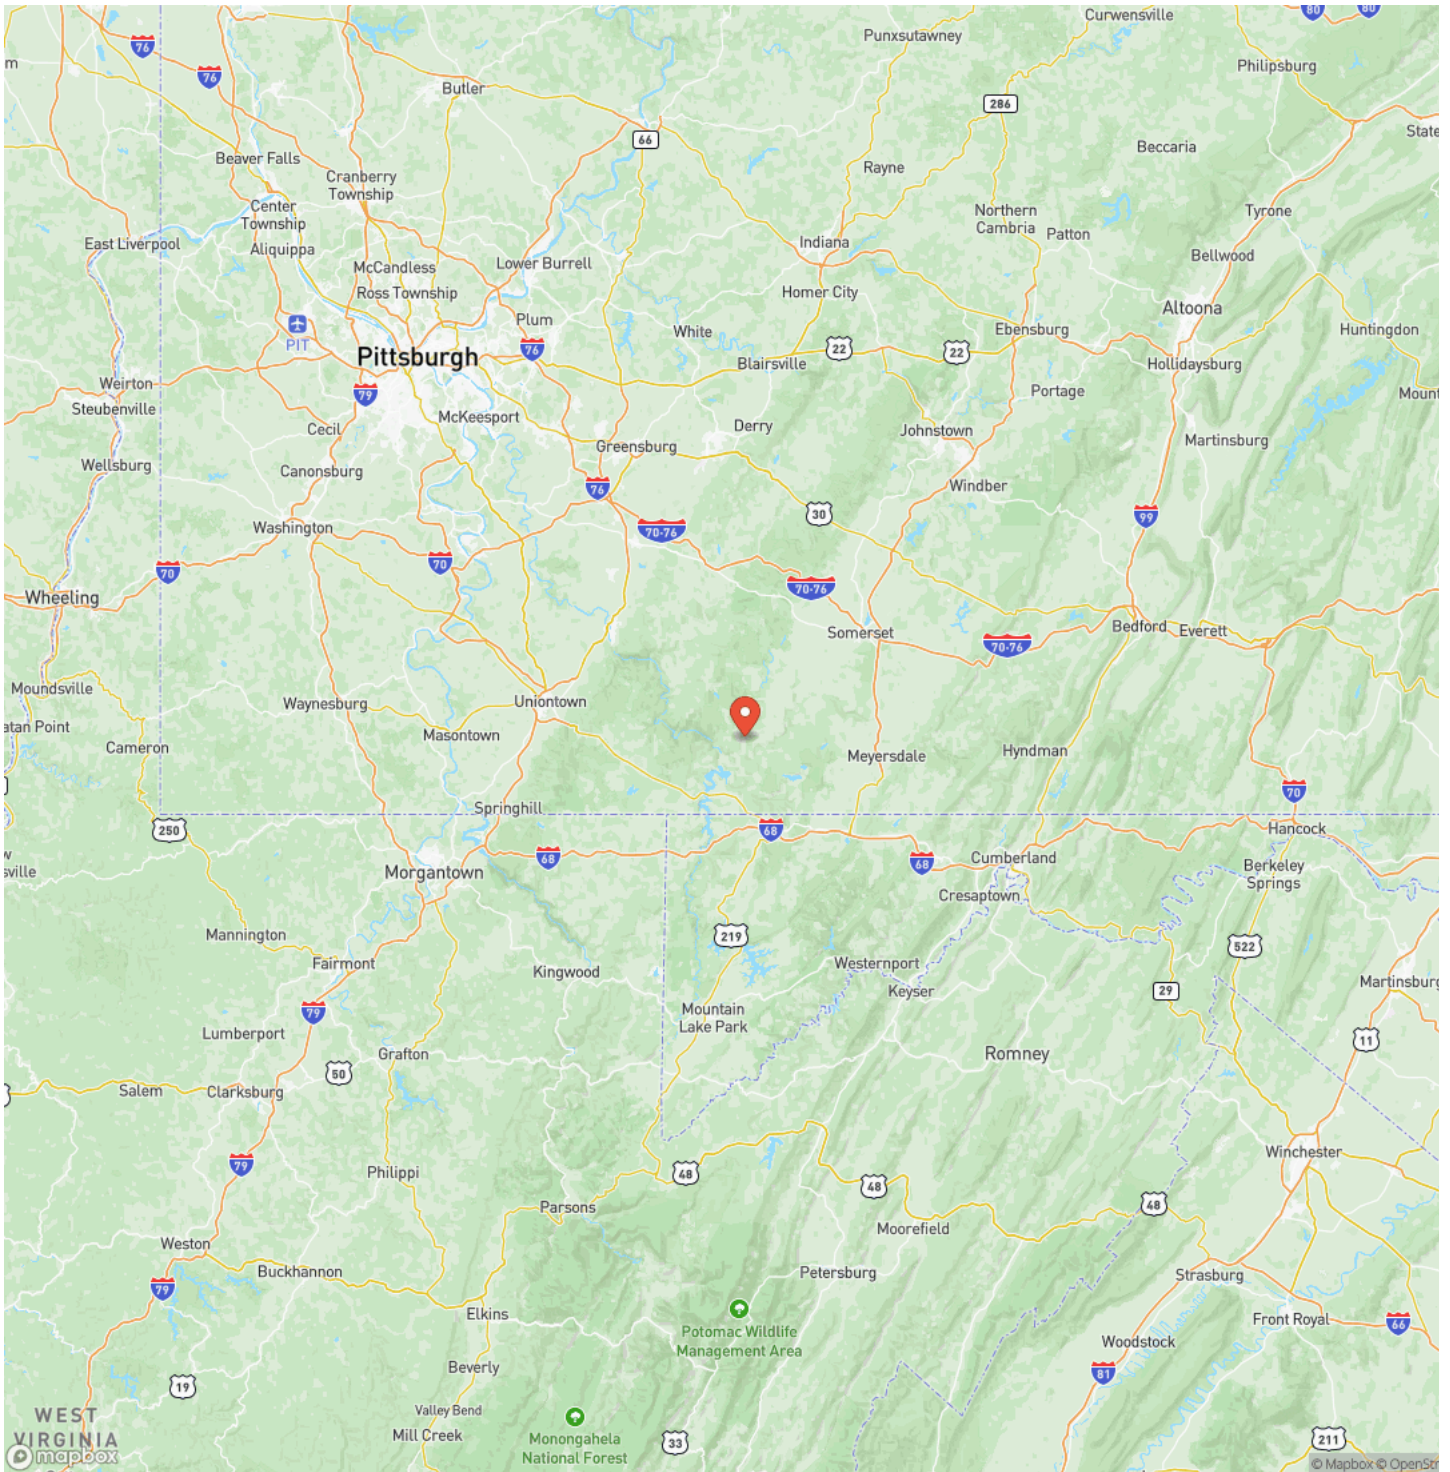 Curwensville
80
80
76
Punxsutawney
76
m
Philipsburg
Butler
286
66
State
Beccaria
Beaver Falls
Rayne
Cranberry
Township
Center
Township
Northern
Cambria
Patton
Tyrone
East Liverpool
Aliquippa
Indiana
Bellwood
McCandless
Lower Burrell
Ross Township
Homer City
Altoona
PIT
Plum
White
Ebensburg
Huntingdon
Pittsburgh
76
22
22
Blairsville
Hollidaysburg
Weirton
79
Portage
Mount
Steubenville
McKeesport
Cecil
Derry
Johnstown
Martinsburg
Greensburg
Wellsburg
Canonsburg
76
Windber
Washington
30
99
70-76
70
70
70-76
Wheeling
Somerset
Bedford
Everett
70-76
Moundsville
Waynesburg
Uniontown
atan Point
Masontown
Cameron
Meyersdale
Hyndman
70
Springhill
250
68
Hancock
w
sville
68
68
Cumberland
Morgantown
Berkeley
Springs
Cresaptown
Mannington
219
522
Fairmont
Kingwood
Westernport
Keyser
29
Martinsburg
79
Mountain
Lake Park
Lumberport
11
Grafton
Romney
50
Salem
Clarksburg
79
Winchester
Philippi
48
48
48
Parsons
Moorefield
Weston
Buckhannon
Petersburg
Strasburg
79
Elkins
Front Royal
66
Potomac Wildlife
Management Area
Woodstock
81
Beverly
19
Valley Bend
WEST
VIRGINIA
Mill Creek
Monongahela
National Forest
33
211
mapbox
© Mapbox © OpenStr